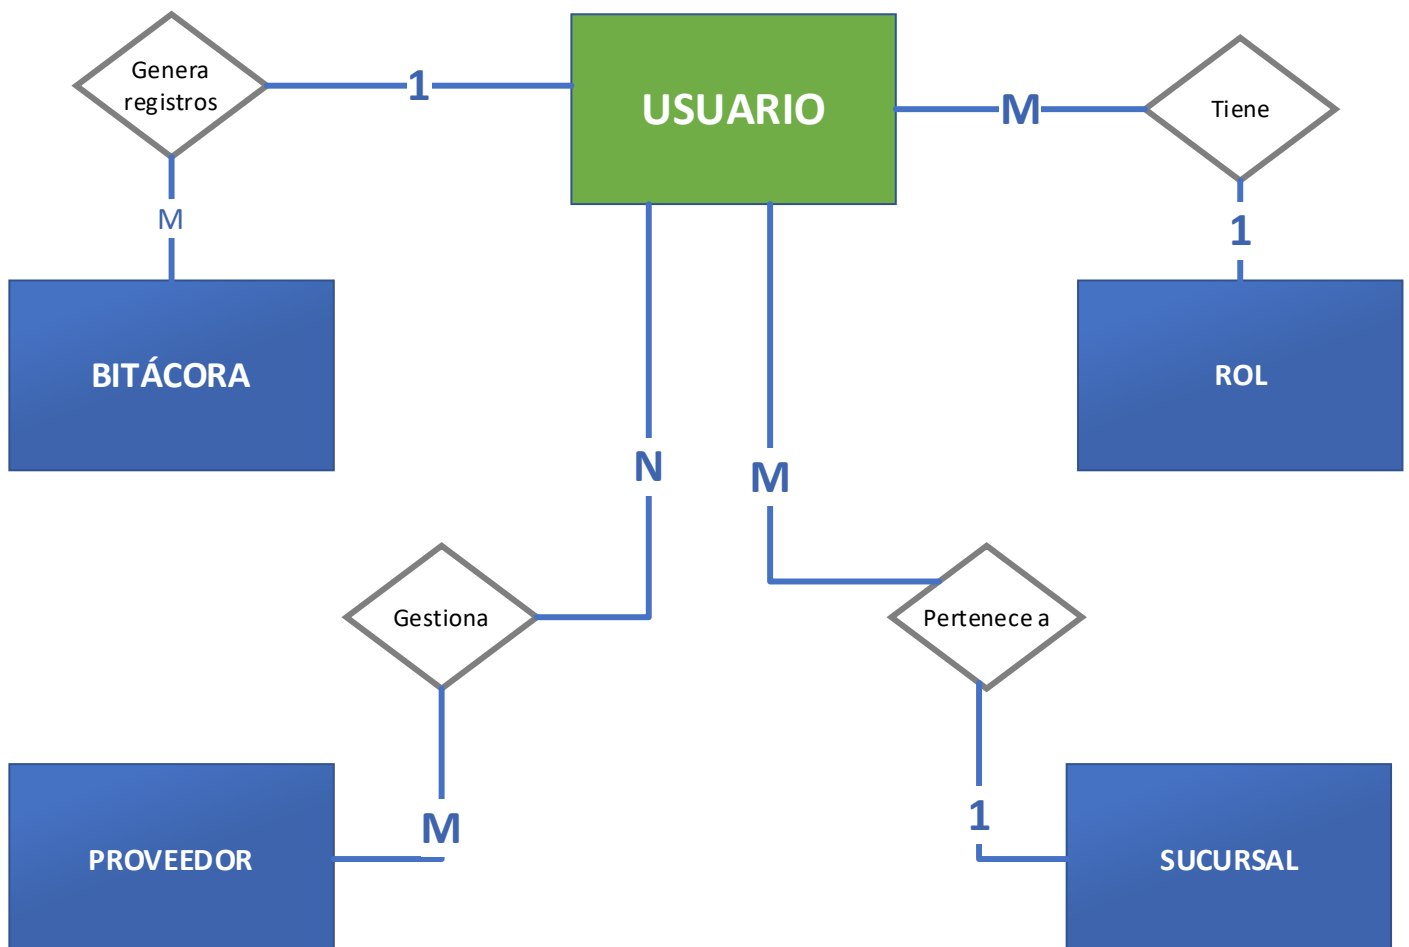 Genera
registros
1
USUARIO
M
Tiene
M
1
BITÁCORA
ROL
N
M
Gestiona
Pertenece a
M
1
PROVEEDOR
SUCURSAL